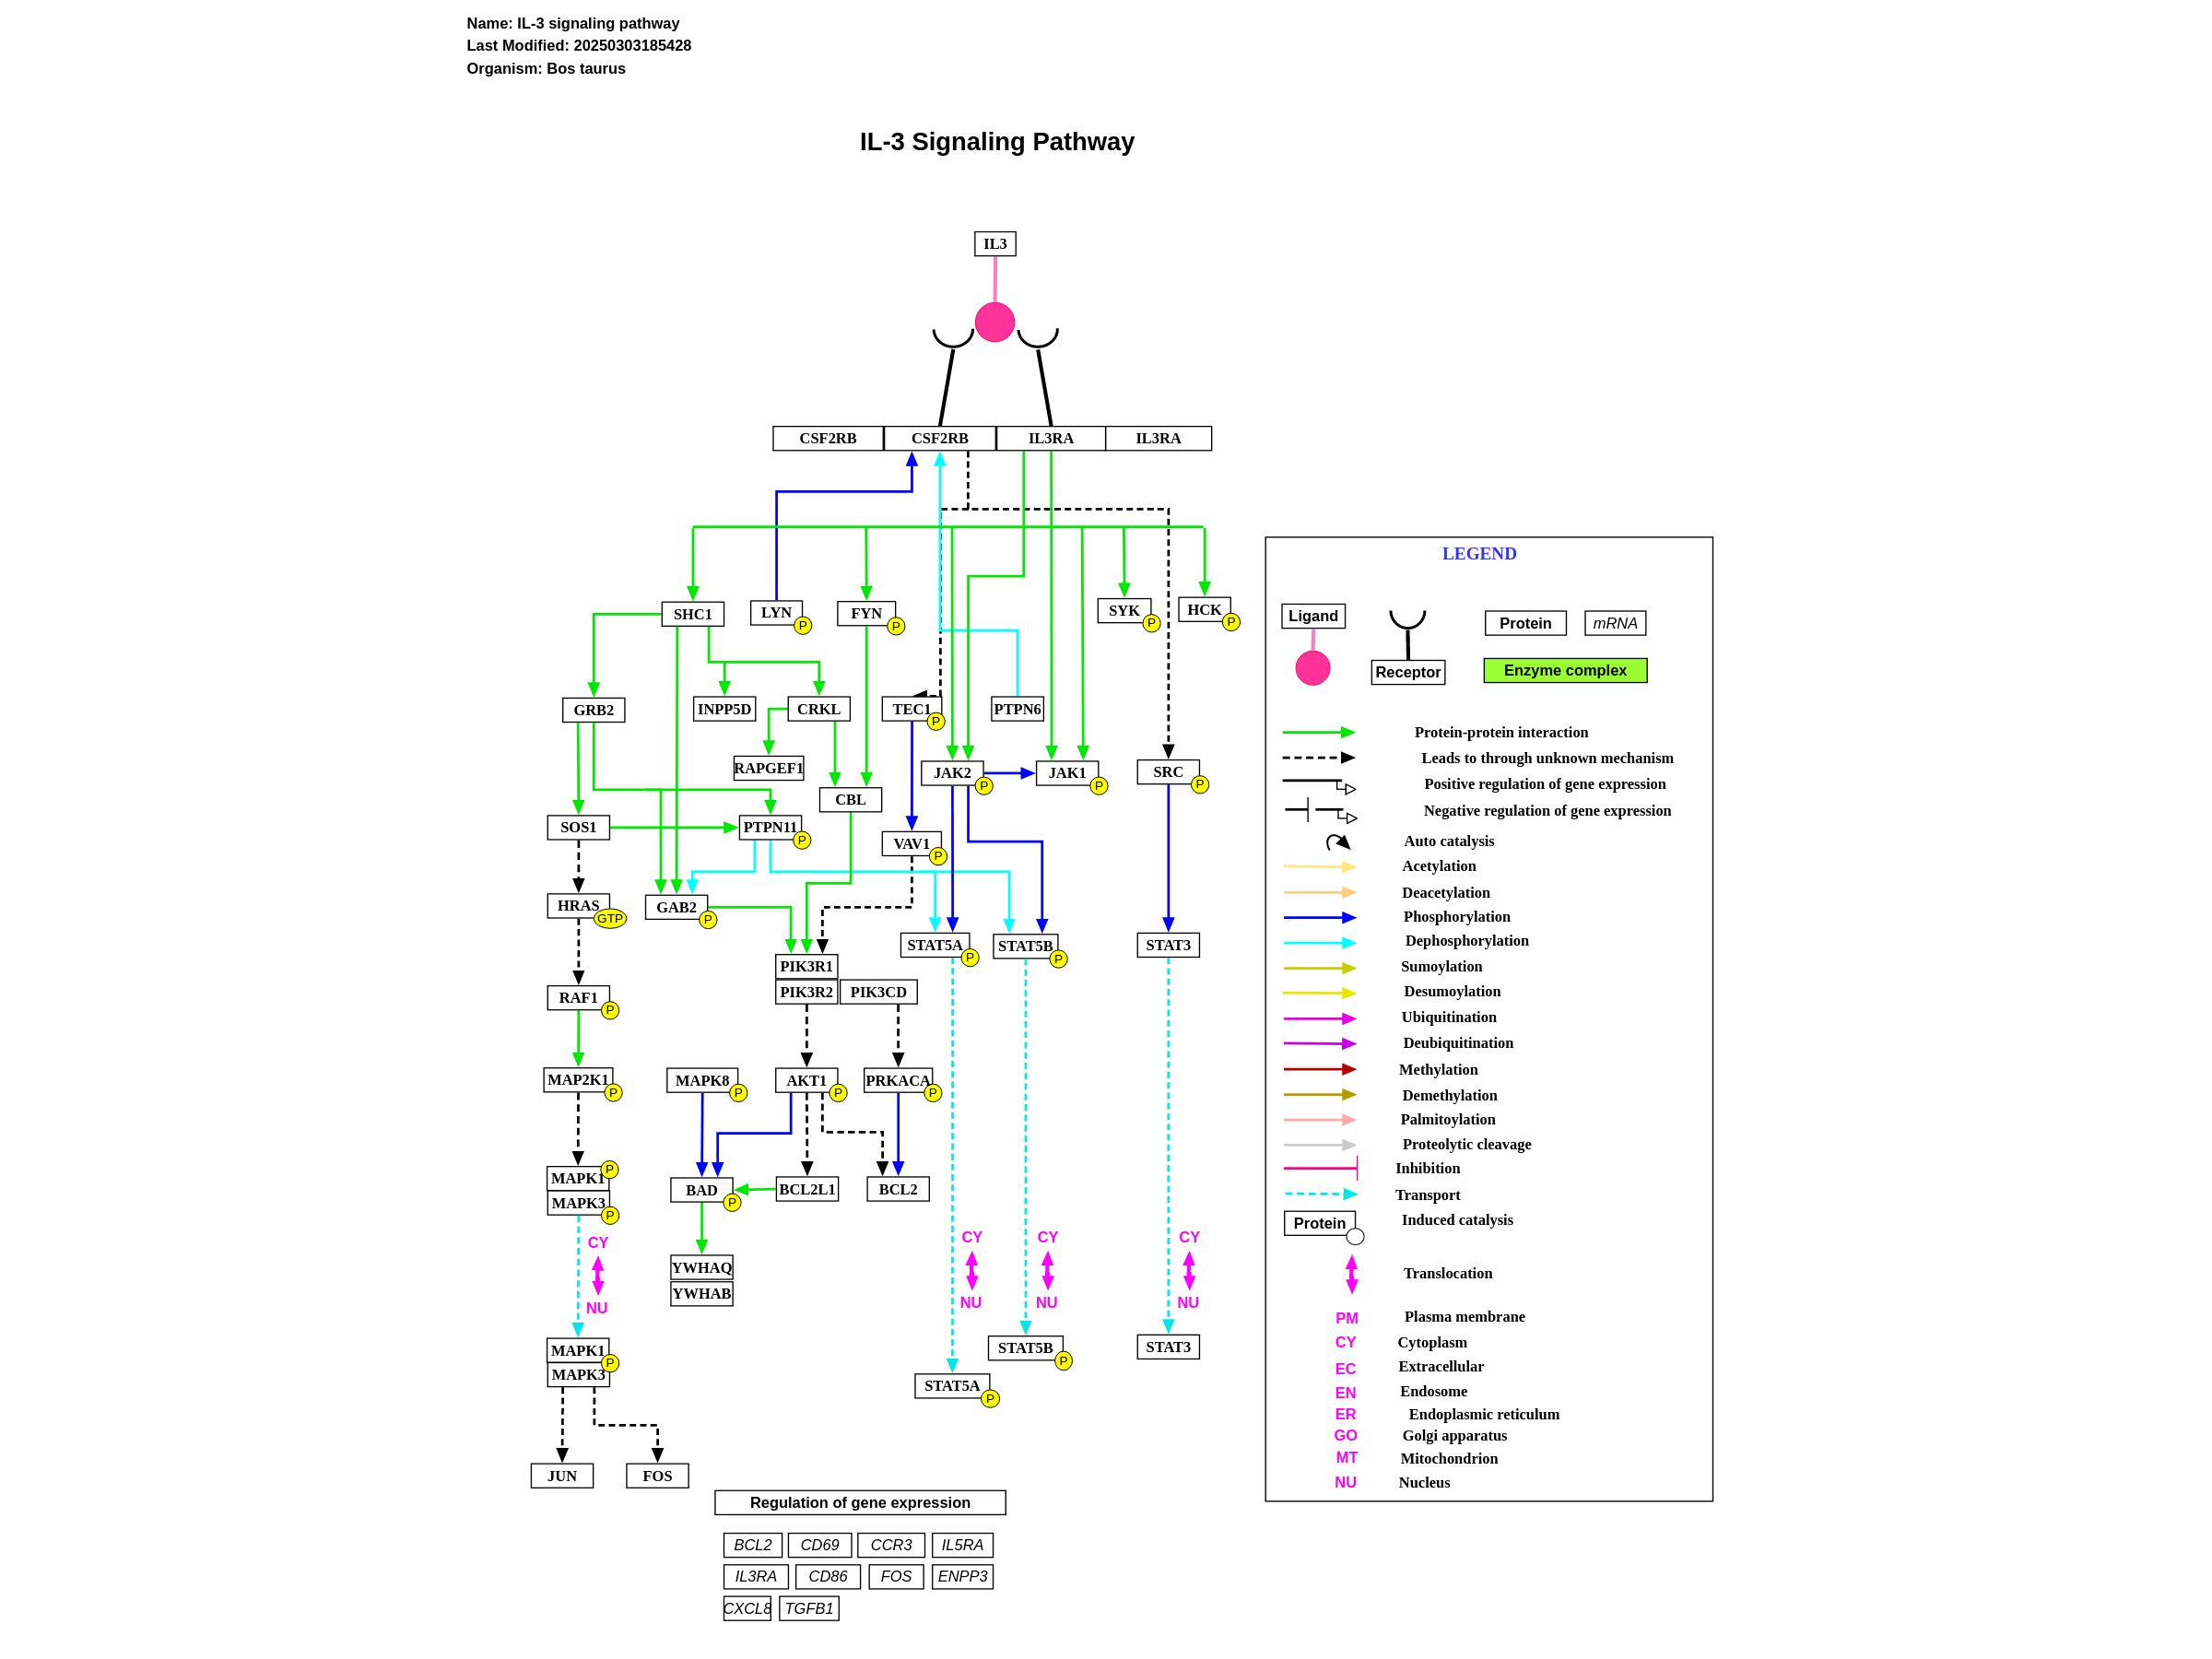 Name: IL-3 signaling pathway
Last Modified: 20250303185428
Organism: Bos taurus
IL-3 Signaling Pathway
IL3
CSF2RB CSF2RB IL3RA IL3RA
SHC1 LYN P FYN P SYK P HCK P
GRB2 INPP5D CRKL TEC1 P PTPN6
RAPGEF1 JAK2 P JAK1 P SRC P
CBL
SOS1 PTPN11 P VAV1 P
HRAS GTP GAB2 P
STAT5A P STAT5B P STAT3
PIK3R1
PIK3R2 PIK3CD
RAF1 P
MAP2K1 P MAPK8 P AKT1 P PRKACA P
MAPK1 P
MAPK3 P
BAD P BCL2L1 BCL2
CY CY CY CY
YWHAQ
YWHAB
NU NU NU NU
MAPK1 P
MAPK3
STAT5B P STAT3
STAT5A P
JUN FOS
Regulation of gene expression
BCL2 CD69 CCR3 IL5RA
IL3RA CD86 FOS ENPP3
CXCL8 TGFB1
LEGEND
Ligand
Receptor
Protein mRNA
Enzyme complex
Protein-protein interaction
Leads to through unknown mechanism
Positive regulation of gene expression
Negative regulation of gene expression
Auto catalysis
Acetylation
Deacetylation
Phosphorylation
Dephosphorylation
Sumoylation
Desumoylation
Ubiquitination
Deubiquitination
Methylation
Demethylation
Palmitoylation
Proteolytic cleavage
Inhibition
Transport
Protein Induced catalysis
Translocation
PM Plasma membrane
CY Cytoplasm
EC Extracellular
EN Endosome
ER Endoplasmic reticulum
GO Golgi apparatus
MT Mitochondrion
NU Nucleus